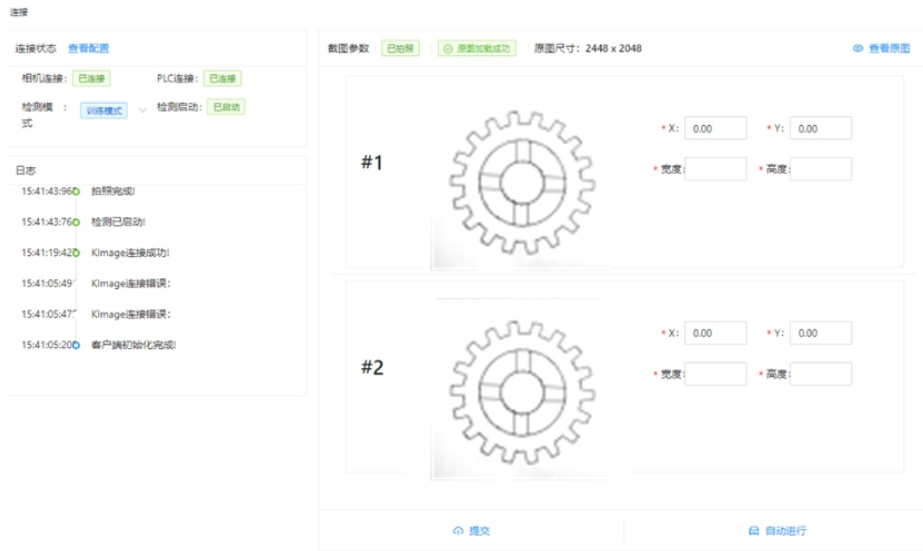 连接
连接状态 查看配置
相机连接: 已连接 PLC连接: 已连接
检测模式: 训练模式 检测启动: 已启动
日志
15:41:43:96 拍照完成!
15:41:43:76 检测已启动!
15:41:19:42 KImage连接成功!
15:41:05:49 KImage连接错误:
15:41:05:47 KImage连接错误:
15:41:05:20 客户端初始化完成!
截图参数 已拍照 原图加载成功 原图尺寸: 2448 x 2048 查看原图
#1
* X: 0.00 * Y: 0.00
* 宽度: * 高度:
#2
* X: 0.00 * Y: 0.00
* 宽度: * 高度:
提交 自动进行